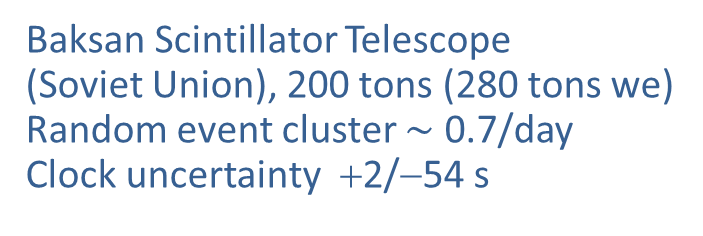 Baksan Scintillator Telescope
(Soviet Union), 200 tons (280 tons we)
Random event cluster ~ 0.7/day
Clock uncertainty +2/−54 s